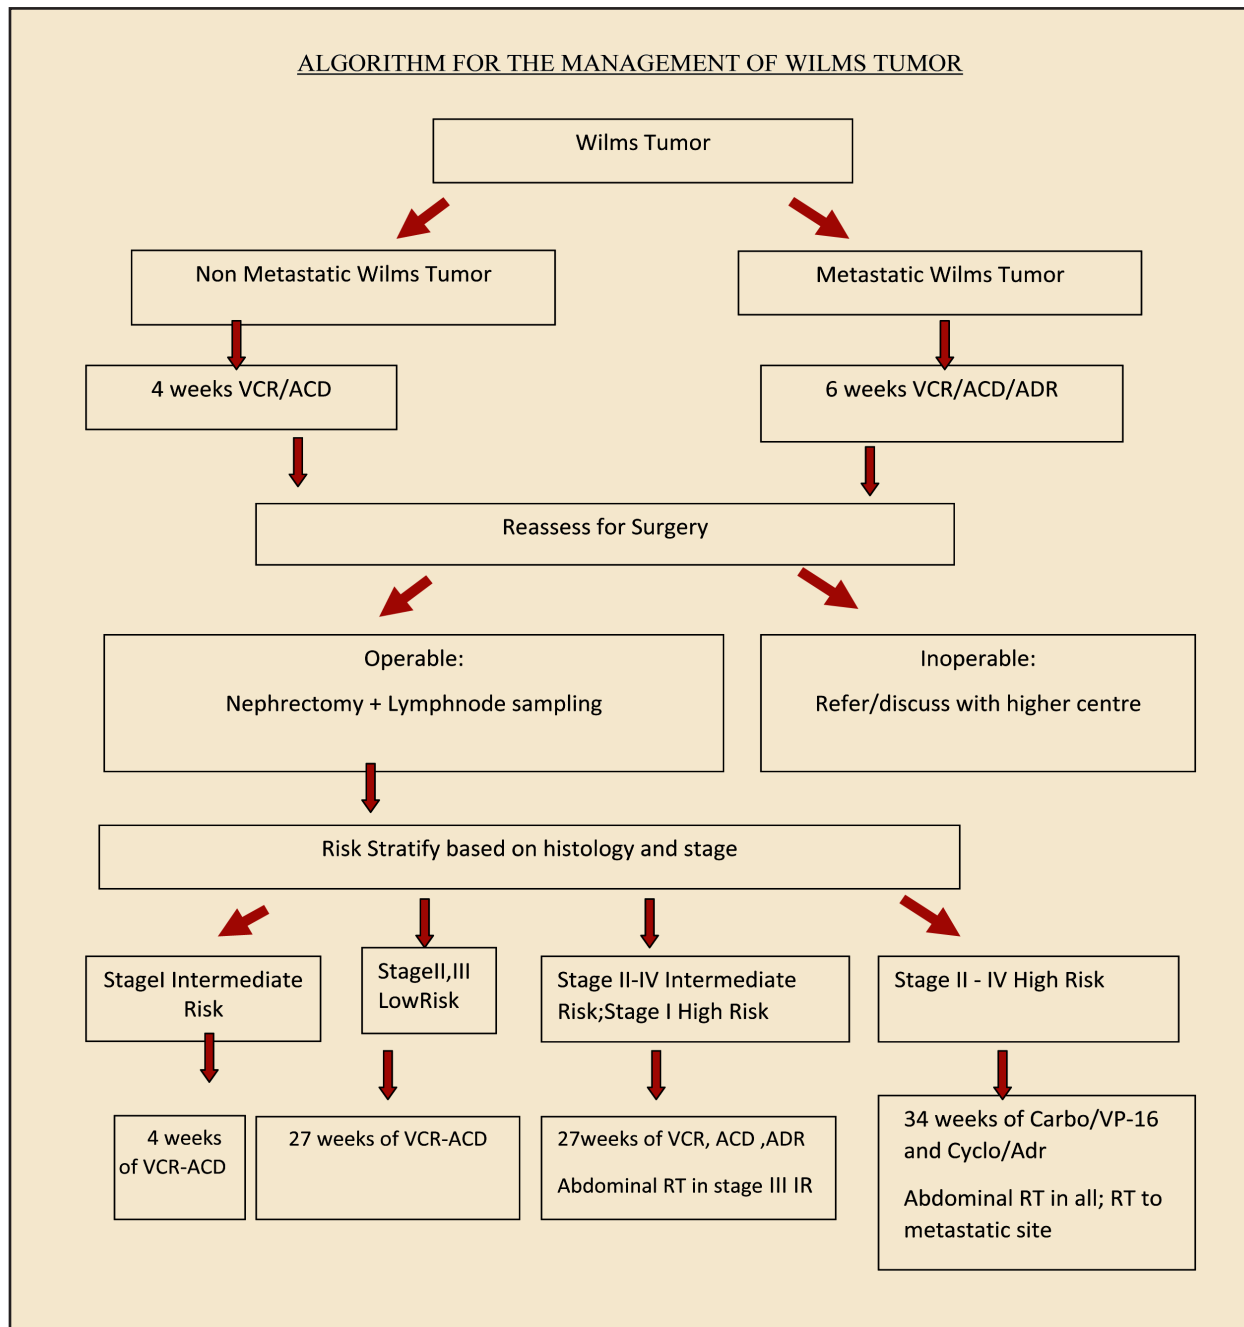 ALGORITHM FOR THE MANAGEMENT OF WILMS TUMOR
Wilms Tumor
Non Metastatic Wilms Tumor
Metastatic Wilms Tumor
4 weeks VCR/ACD
6 weeks VCR/ACD/ADR
Reassess for Surgery
Operable:
Nephrectomy + Lymphnode sampling
Inoperable:
Refer/discuss with higher centre
Risk Stratify based on histology and stage
StageI Intermediate
Risk
StageII,III
LowRisk
Stage II-IV Intermediate
Risk;Stage I High Risk
Stage II - IV High Risk
4 weeks
of VCR-ACD
27 weeks of VCR-ACD
27weeks of VCR, ACD ,ADR
Abdominal RT in stage III IR
34 weeks of Carbo/VP-16
and Cyclo/Adr
Abdominal RT in all; RT to
metastatic site